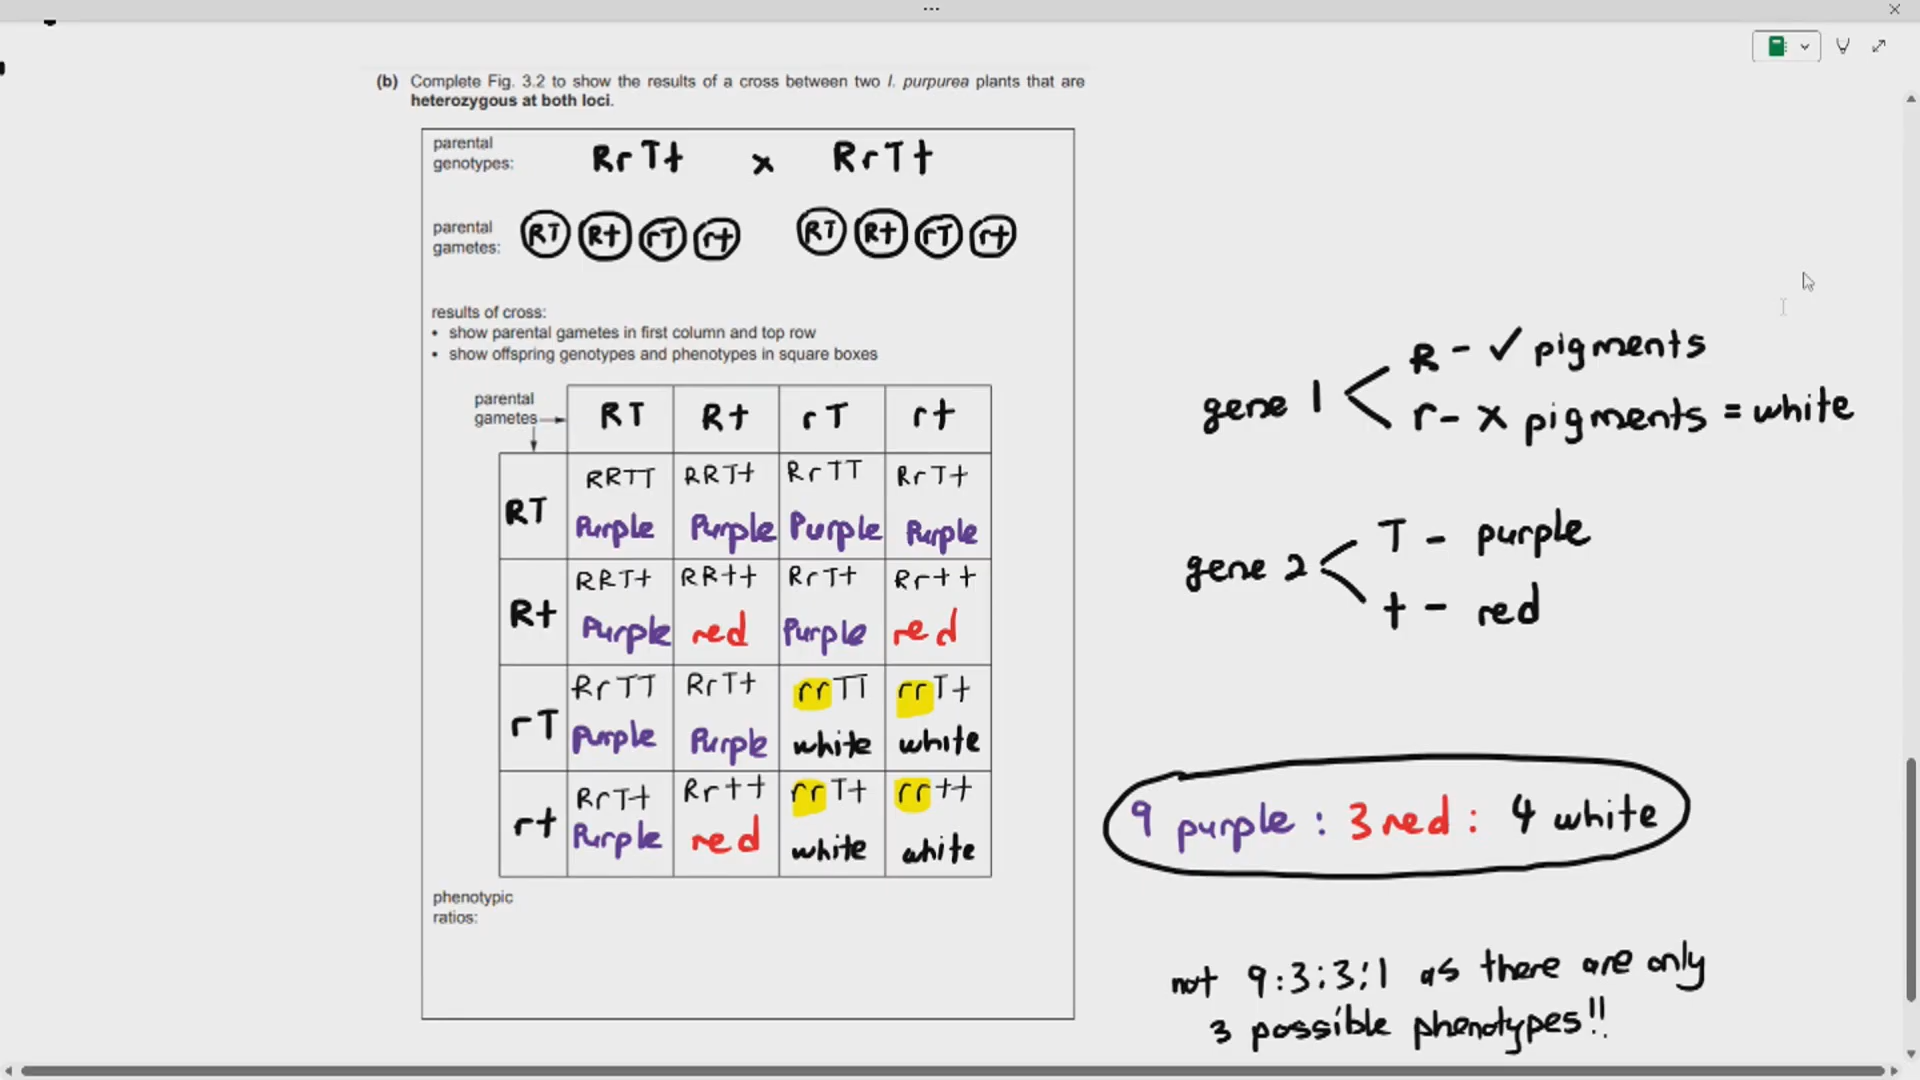 (b) Complete Fig. 3.2 to show the results of a cross between two I. purpurea plants that are
heterozygous at both loci.
parental
genotypes:
RrTt x RrTt
parental
gametes:
RT Rt rT rt RT Rt rT rt
results of cross:
• show parental gametes in first column and top row
• show offspring genotypes and phenotypes in square boxes
parental
gametes
RT Rt rT rt
RT
RRTT RRTt RrTT RrTt
Purple Purple Purple Purple
Rt
RRTt RRtt RrTt Rrtt
Purple red Purple red
rT
RrTT RrTt rrTT rrTt
Purple Purple white white
rt
RrTt Rrtt rrTt rrtt
Purple red white white
phenotypic
ratios:
gene 1
R - ✓ pigments
r - x pigments = white
gene 2
T - purple
t - red
9 purple : 3 red : 4 white
not 9:3:3:1 as there are only
3 possible phenotypes!!